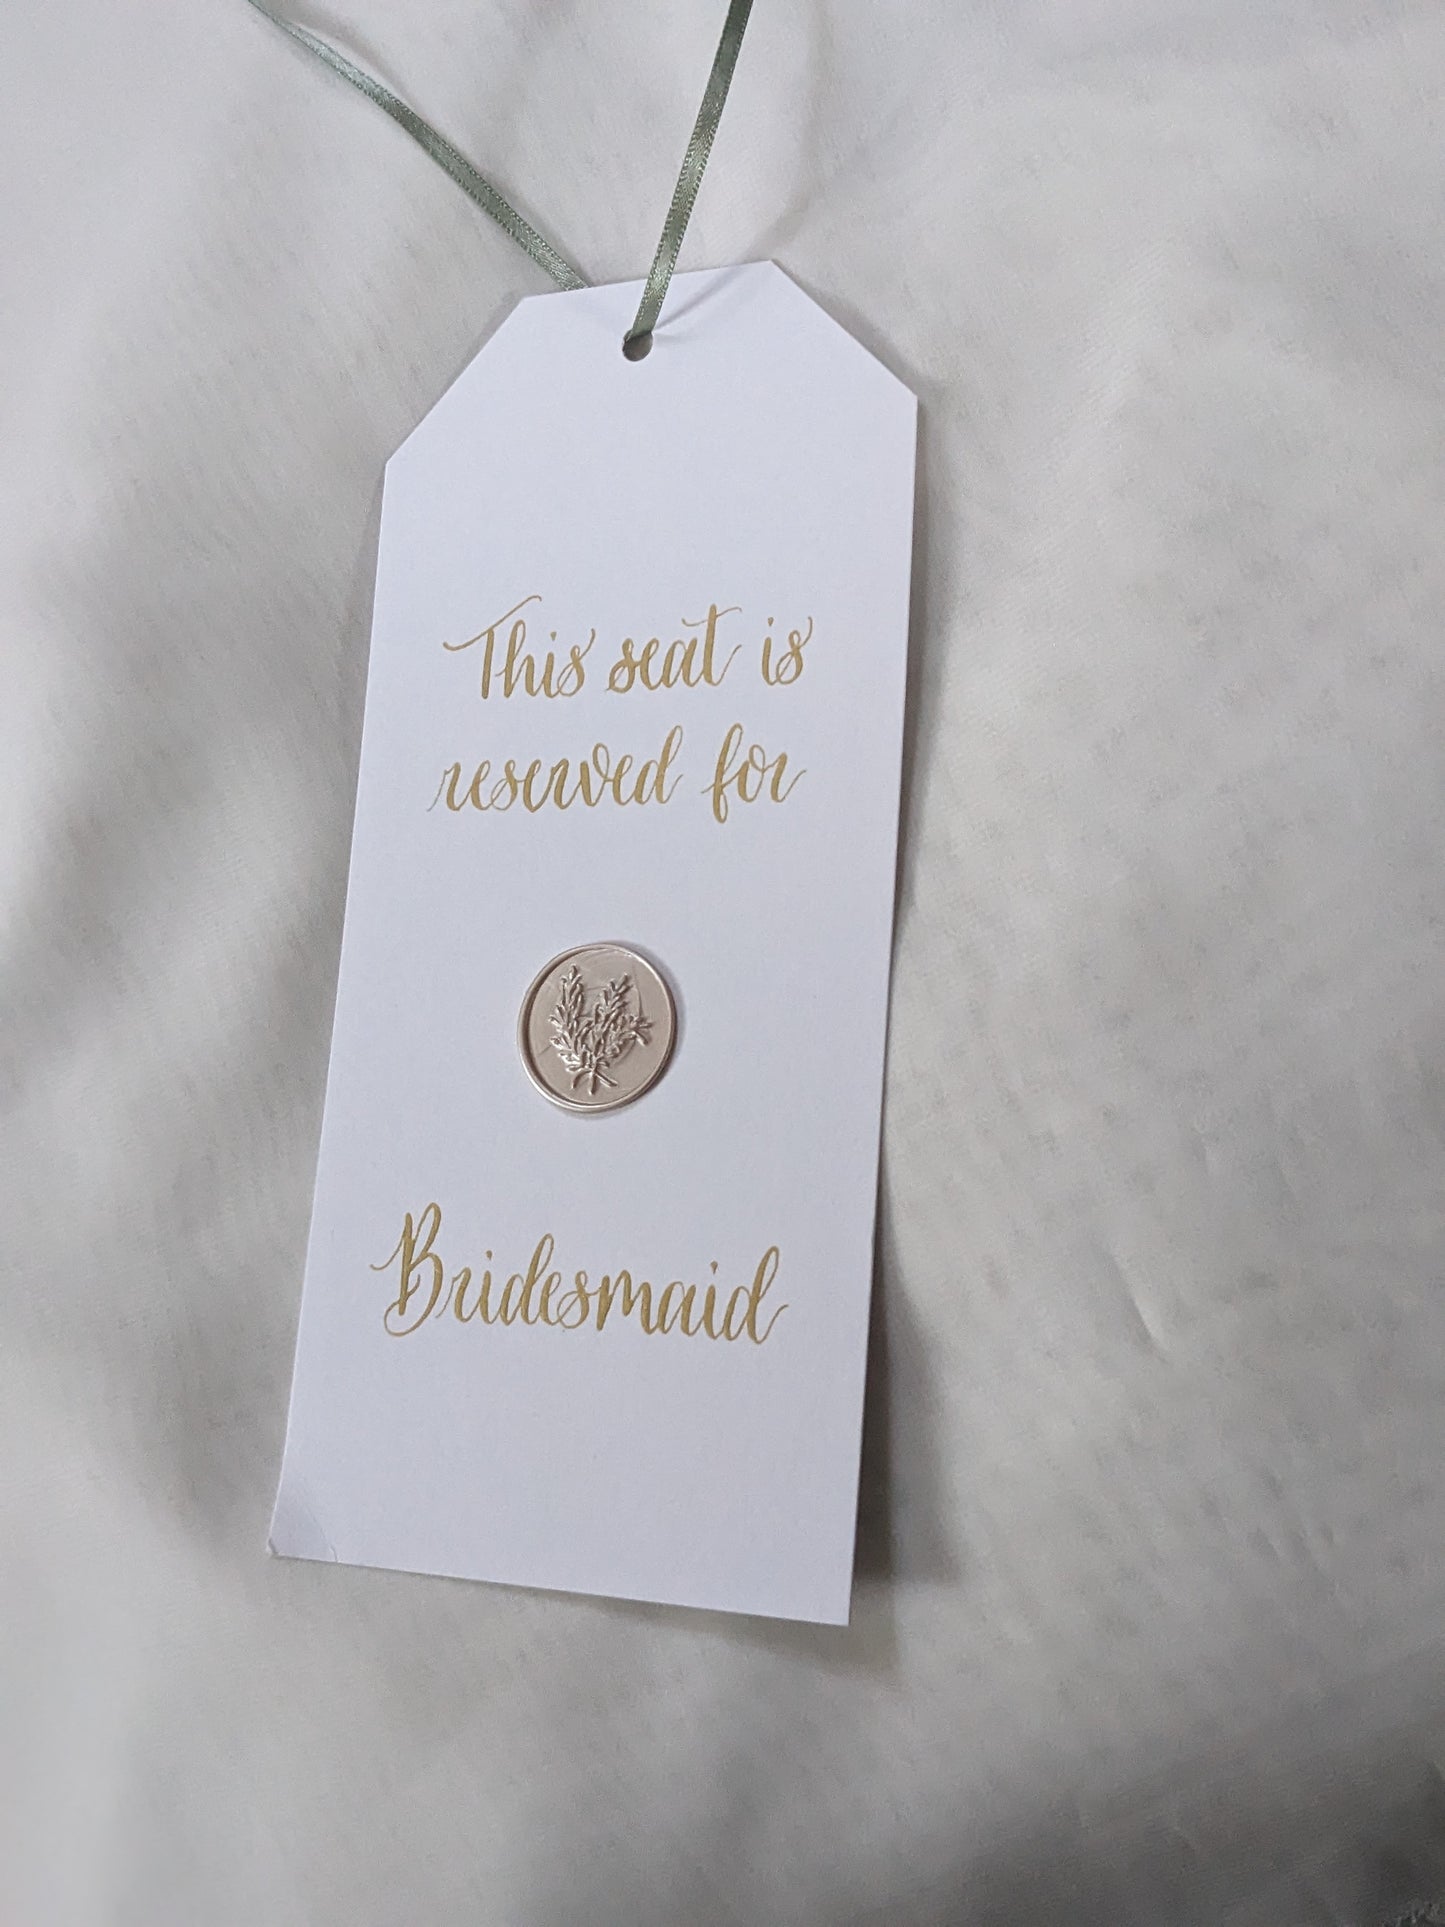 This seat is
reserved for
Bridesmaid